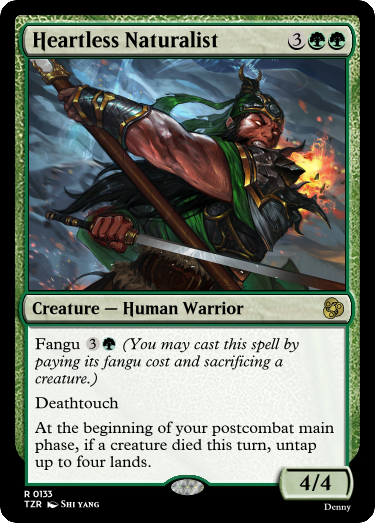 Heartless Naturalist 3
Creature — Human Warrior
Fangu 3 (You may cast this spell by
paying its fangu cost and sacrificing a
creature.)
Deathtouch
At the beginning of your postcombat main
phase, if a creature died this turn, untap
up to four lands.
4/4
R 0133
TZR SHI YANG
Denny